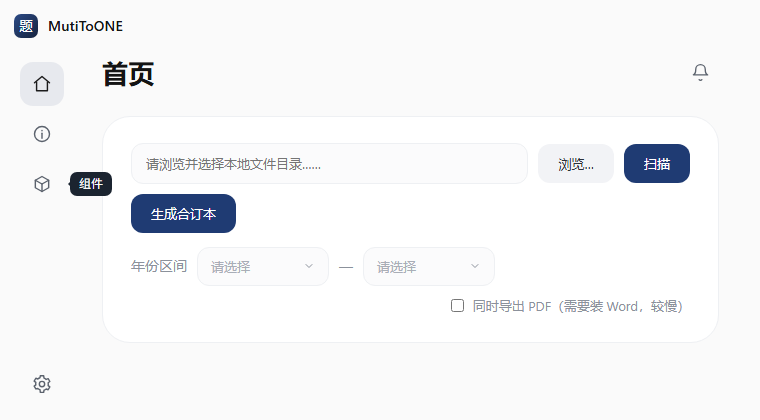 题 MutiToONE
首页
请浏览并选择本地文件目录......
浏览...
扫描
组件
生成合订本
年份区间
请选择
—
请选择
同时导出 PDF（需要装 Word，较慢）